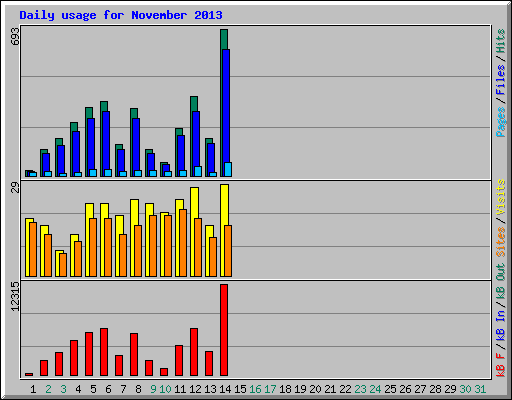 Daily usage for November 2013
693
29
12315
Pages / Files / Hits
Sites / Visits
kB F / kB In / kB Out
1 2 3 4 5 6 7 8 9 10 11 12 13 14 15 16 17 18 19 20 21 22 23 24 25 26 27 28 29 30 31